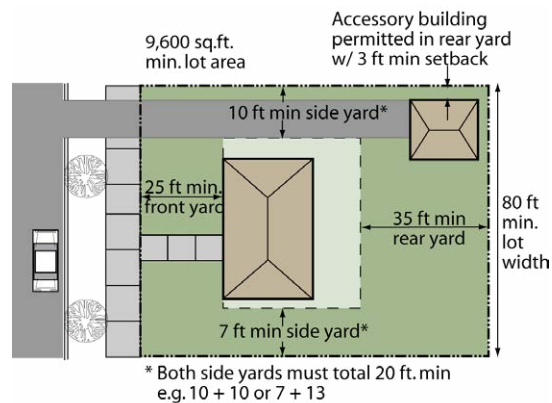 9,600 sq.ft.
min. lot area
Accessory building
permitted in rear yard
w/ 3 ft min setback
10 ft min side yard*
25 ft min.
front yard
35 ft min
rear yard
80 ft
min.
lot
width
7 ft min side yard*
* Both side yards must total 20 ft. min
e.g. 10 + 10 or 7 + 13